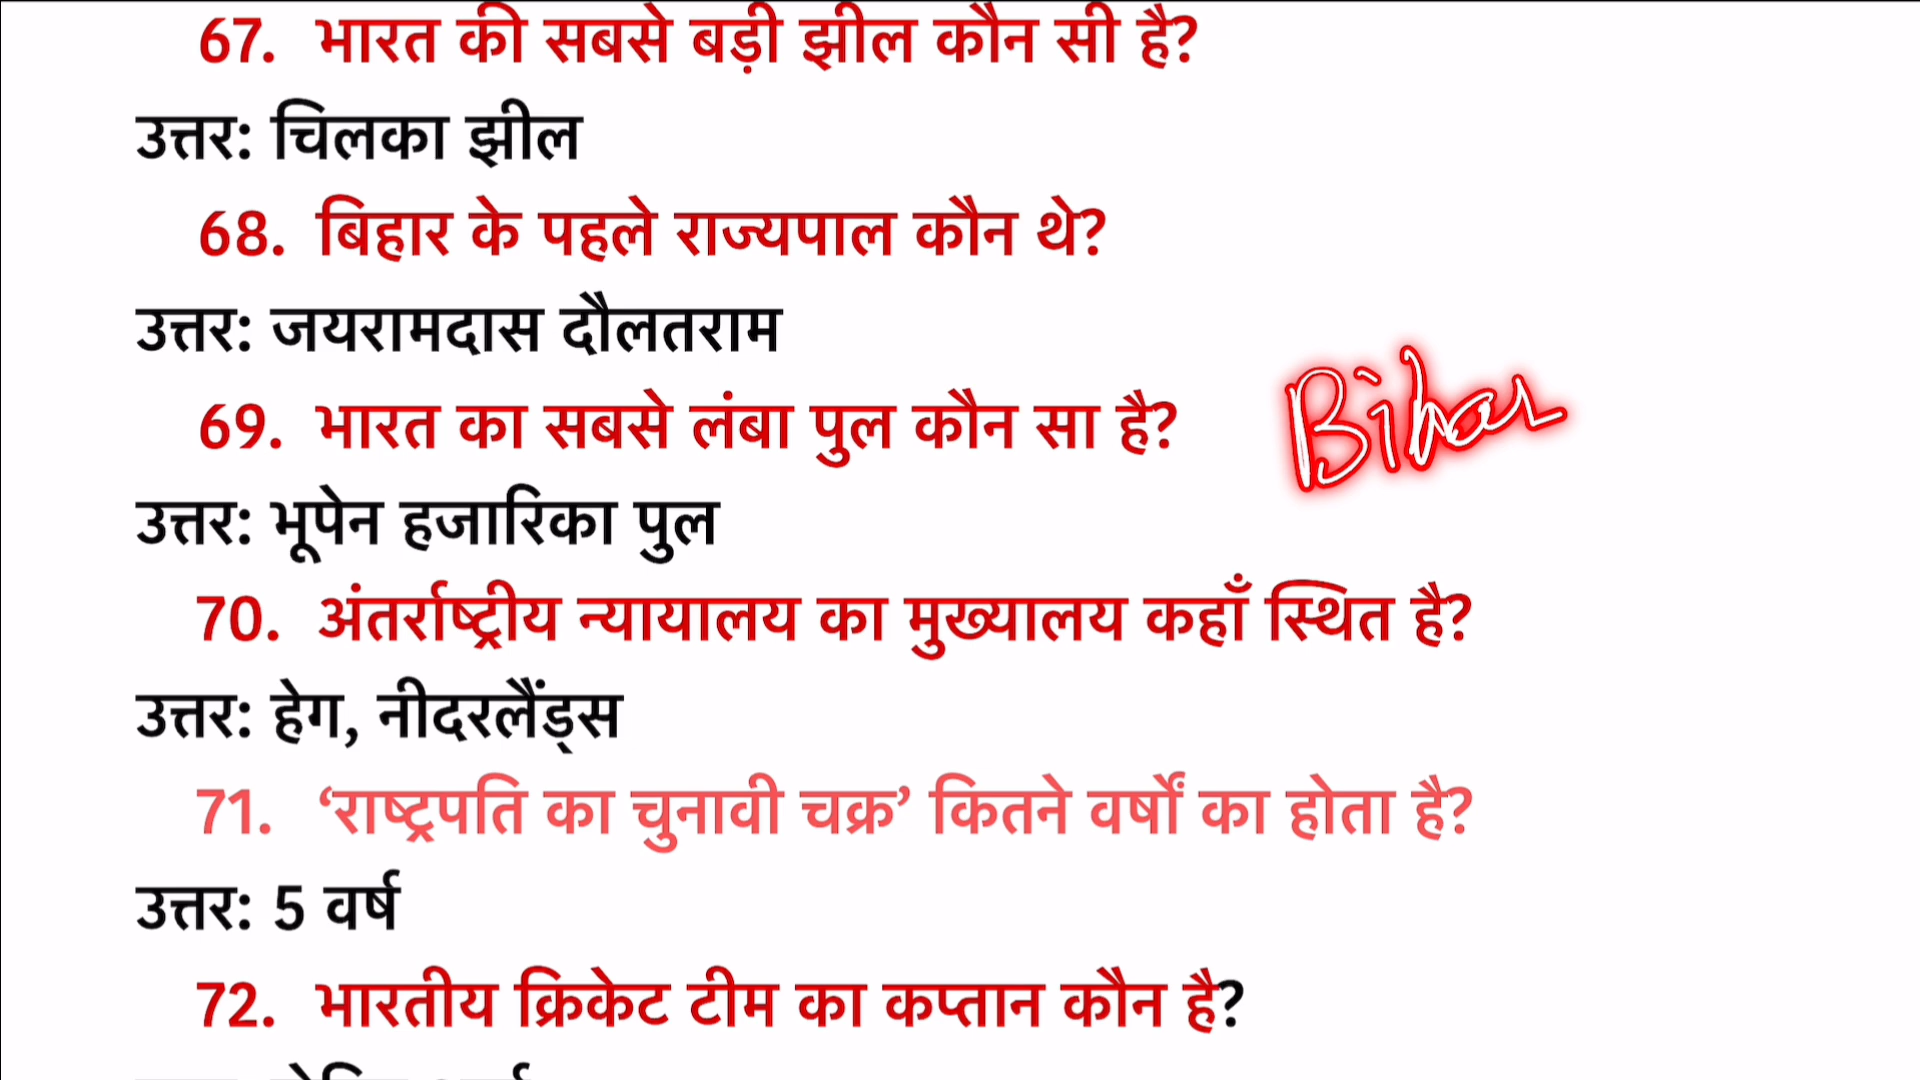 67. भारत की सबसे बड़ी झील कौन सी है?
उत्तर: चिलका झील
68. बिहार के पहले राज्यपाल कौन थे?
उत्तर: जयरामदास दौलतराम
69. भारत का सबसे लंबा पुल कौन सा है?
Bihar
उत्तर: भूपेन हजारिका पुल
70. अंतर्राष्ट्रीय न्यायालय का मुख्यालय कहाँ स्थित है?
उत्तर: हेग, नीदरलैंड्स
71. ‘राष्ट्रपति का चुनावी चक्र’ कितने वर्षों का होता है?
उत्तर: 5 वर्ष
72. भारतीय क्रिकेट टीम का कप्तान कौन है?